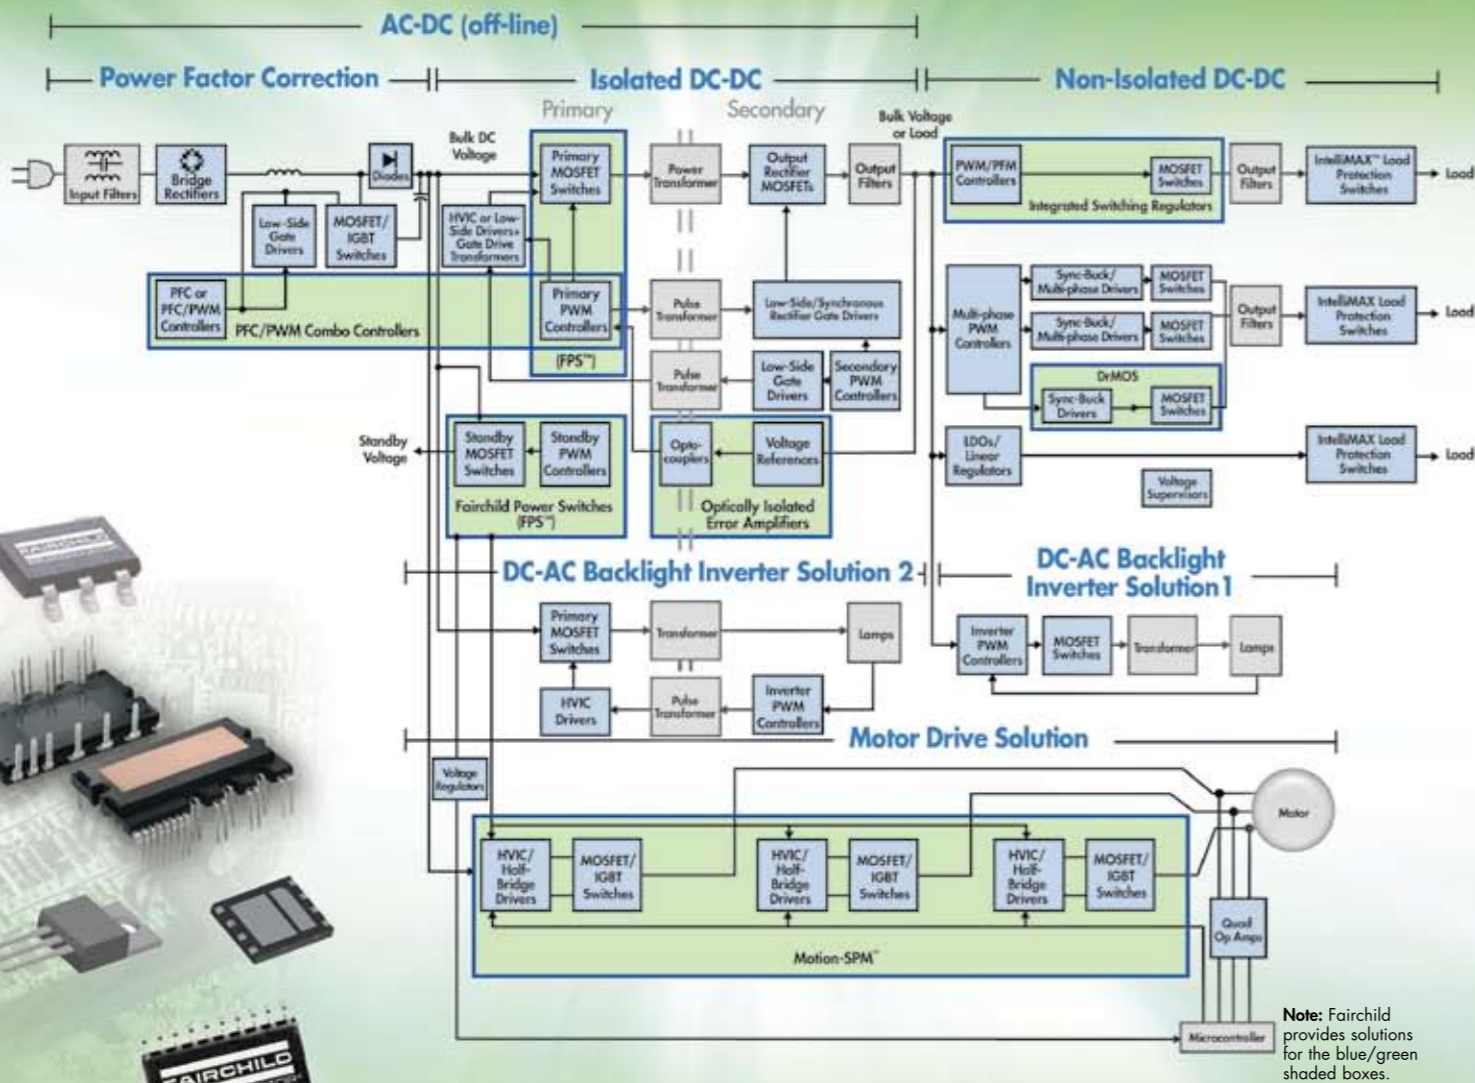 AC-DC (off-line)
Power Factor Correction
Isolated DC-DC
Non-Isolated DC-DC
Primary
Secondary
Bulk Voltage
or Load
Bulk DC
Voltage
Input Filters
Bridge
Rectifiers
Diodes
Primary
MOSFET
Switches
Power
Transformer
Output
Rectifier
MOSFETs
Output
Filters
PWM/PFM
Controllers
MOSFET
Switches
Integrated Switching Regulators
Output
Filters
IntelliMAX™ Load
Protection
Switches
Load
Low-Side
Gate
Drivers
MOSFET/
IGBT
Switches
HVIC or Low-
Side Drivers+
Gate Drive
Transformers
PFC or
PFC/PWM
Controllers
PFC/PWM Combo Controllers
Primary
PWM
Controllers
(FPS™)
Pulse
Transformer
Low-Side/Synchronous
Rectifier Gate Drivers
Pulse
Transformer
Low-Side
Gate
Drivers
Secondary
PWM
Controllers
Multi-phase
PWM
Controllers
Sync-Buck/
Multi-phase Drivers
MOSFET
Switches
Sync-Buck/
Multi-phase Drivers
MOSFET
Switches
Output
Filters
IntelliMAX Load
Protection
Switches
Load
DrMOS
Sync-Buck
Drivers
MOSFET
Switches
Standby
Voltage
Standby
MOSFET
Switches
Standby
PWM
Controllers
Fairchild Power Switches
(FPS™)
Opto-
couplers
Voltage
References
Optically Isolated
Error Amplifiers
LDOs/
Linear
Regulators
Voltage
Supervisors
IntelliMAX Load
Protection
Switches
Load
DC-AC Backlight Inverter Solution 2
DC-AC Backlight
Inverter Solution1
Primary
MOSFET
Switches
Transformer
Lamps
HVIC
Drivers
Pulse
Transformer
Inverter
PWM
Controllers
Inverter
PWM
Controllers
MOSFET
Switches
Transformer
Lamps
Motor Drive Solution
Voltage
Regulators
HVIC/
Half-
Bridge
Drivers
MOSFET/
IGBT
Switches
HVIC/
Half-
Bridge
Drivers
MOSFET/
IGBT
Switches
HVIC/
Half-
Bridge
Drivers
MOSFET/
IGBT
Switches
Motor
Quad
Op Amps
Motion-SPM™
Microcontroller
Note: Fairchild
provides solutions
for the blue/green
shaded boxes.
FAIRCHILD
FAIRCHILD